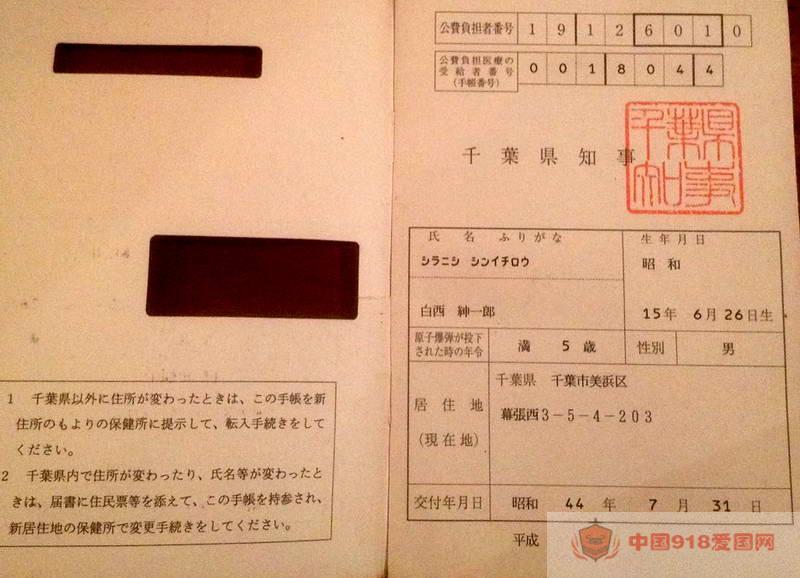 1 千葉県以外に住所が変わったときは、この手帳を新
住所のもよりの保健所に提示して、転入手続きをして
ください。
2 千葉県内で住所が変わったり、氏名等が変わったと
きは、届書に住民票等を添えて、この手帳を持参され、
新居住地の保健所で変更手続きをしてください。
公費負担者番号 1 9 1 2 6 0 1 0
公費負担医療の
受給者番号
(手帳番号)
0 0 1 8 0 4 4
千葉県知事
千葉県
知事
氏名 ふりがな
生年月日
シラニシ シンイチロウ
昭和
白西 紳一郎
15年 6月26日生
原子爆弾が投下
された時の年令
満 5 歳
性別
男
居住地
(現在地)
千葉県 千葉市美浜区
幕張西3-5-4-203
交付年月日
昭和 44 年 7 月 31 日
平成
中国918爱国网